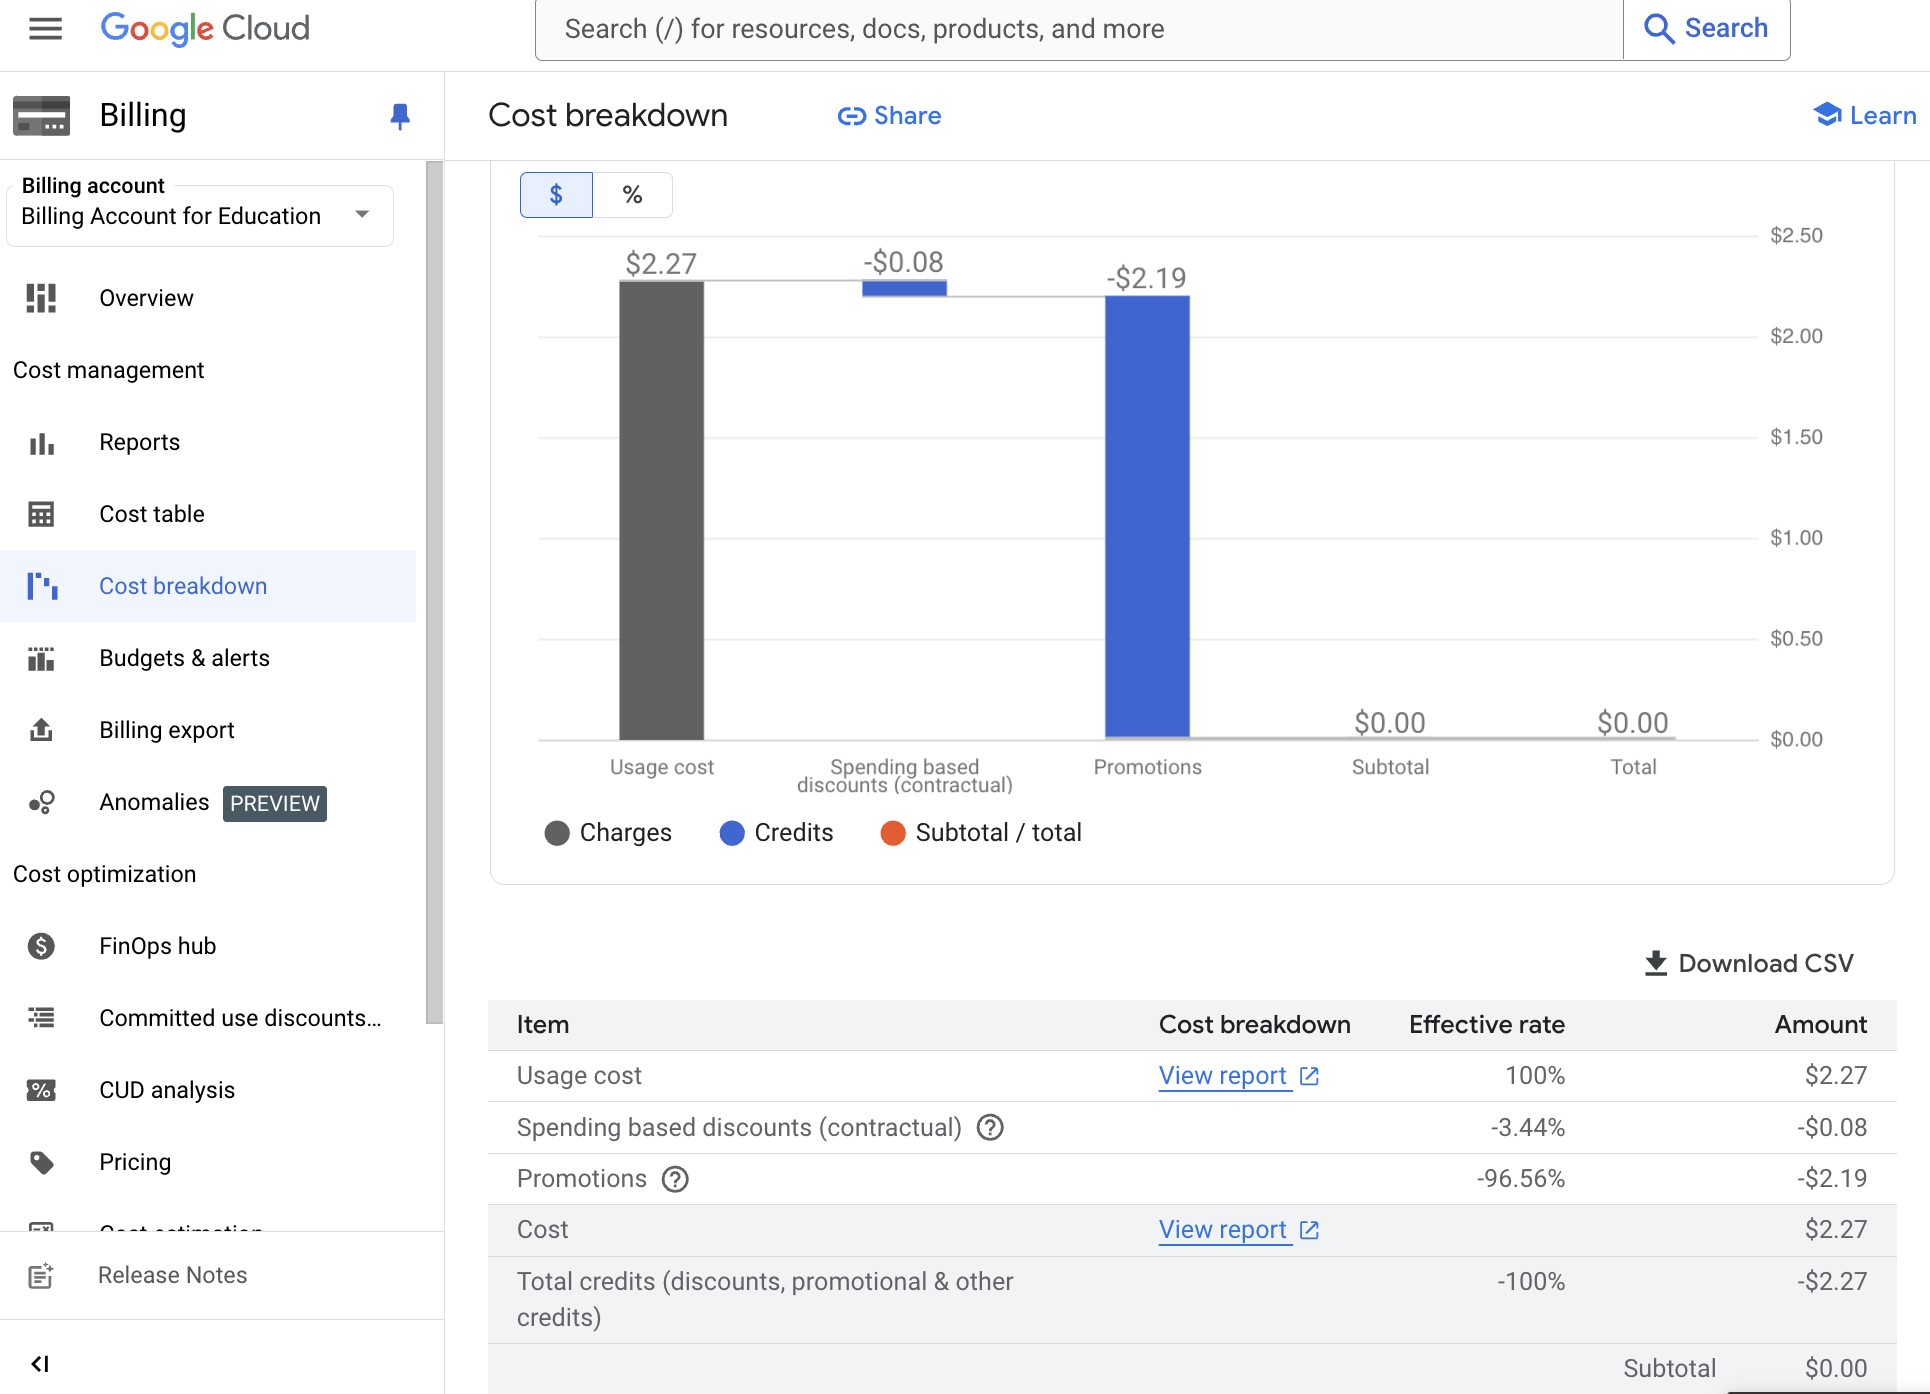 Google Cloud
Search (/) for resources, docs, products, and more
Search
Billing
Cost breakdown
Share
Learn
Billing account
Billing Account for Education
Overview
Cost management
Reports
Cost table
Cost breakdown
Budgets & alerts
Billing export
Anomalies PREVIEW
Cost optimization
FinOps hub
Committed use discounts...
CUD analysis
Pricing
Cost estimation
Release Notes
$ %
$2.50
$2.00
$1.50
$1.00
$0.50
$0.00
$2.27
-$0.08
-$2.19
$0.00
$0.00
Usage cost
Spending based
discounts (contractual)
Promotions
Subtotal
Total
Charges Credits Subtotal / total
Download CSV
Item Cost breakdown Effective rate Amount
Usage cost View report 100% $2.27
Spending based discounts (contractual) -3.44% -$0.08
Promotions -96.56% -$2.19
Cost View report $2.27
Total credits (discounts, promotional & other -100% -$2.27
credits)
Subtotal $0.00